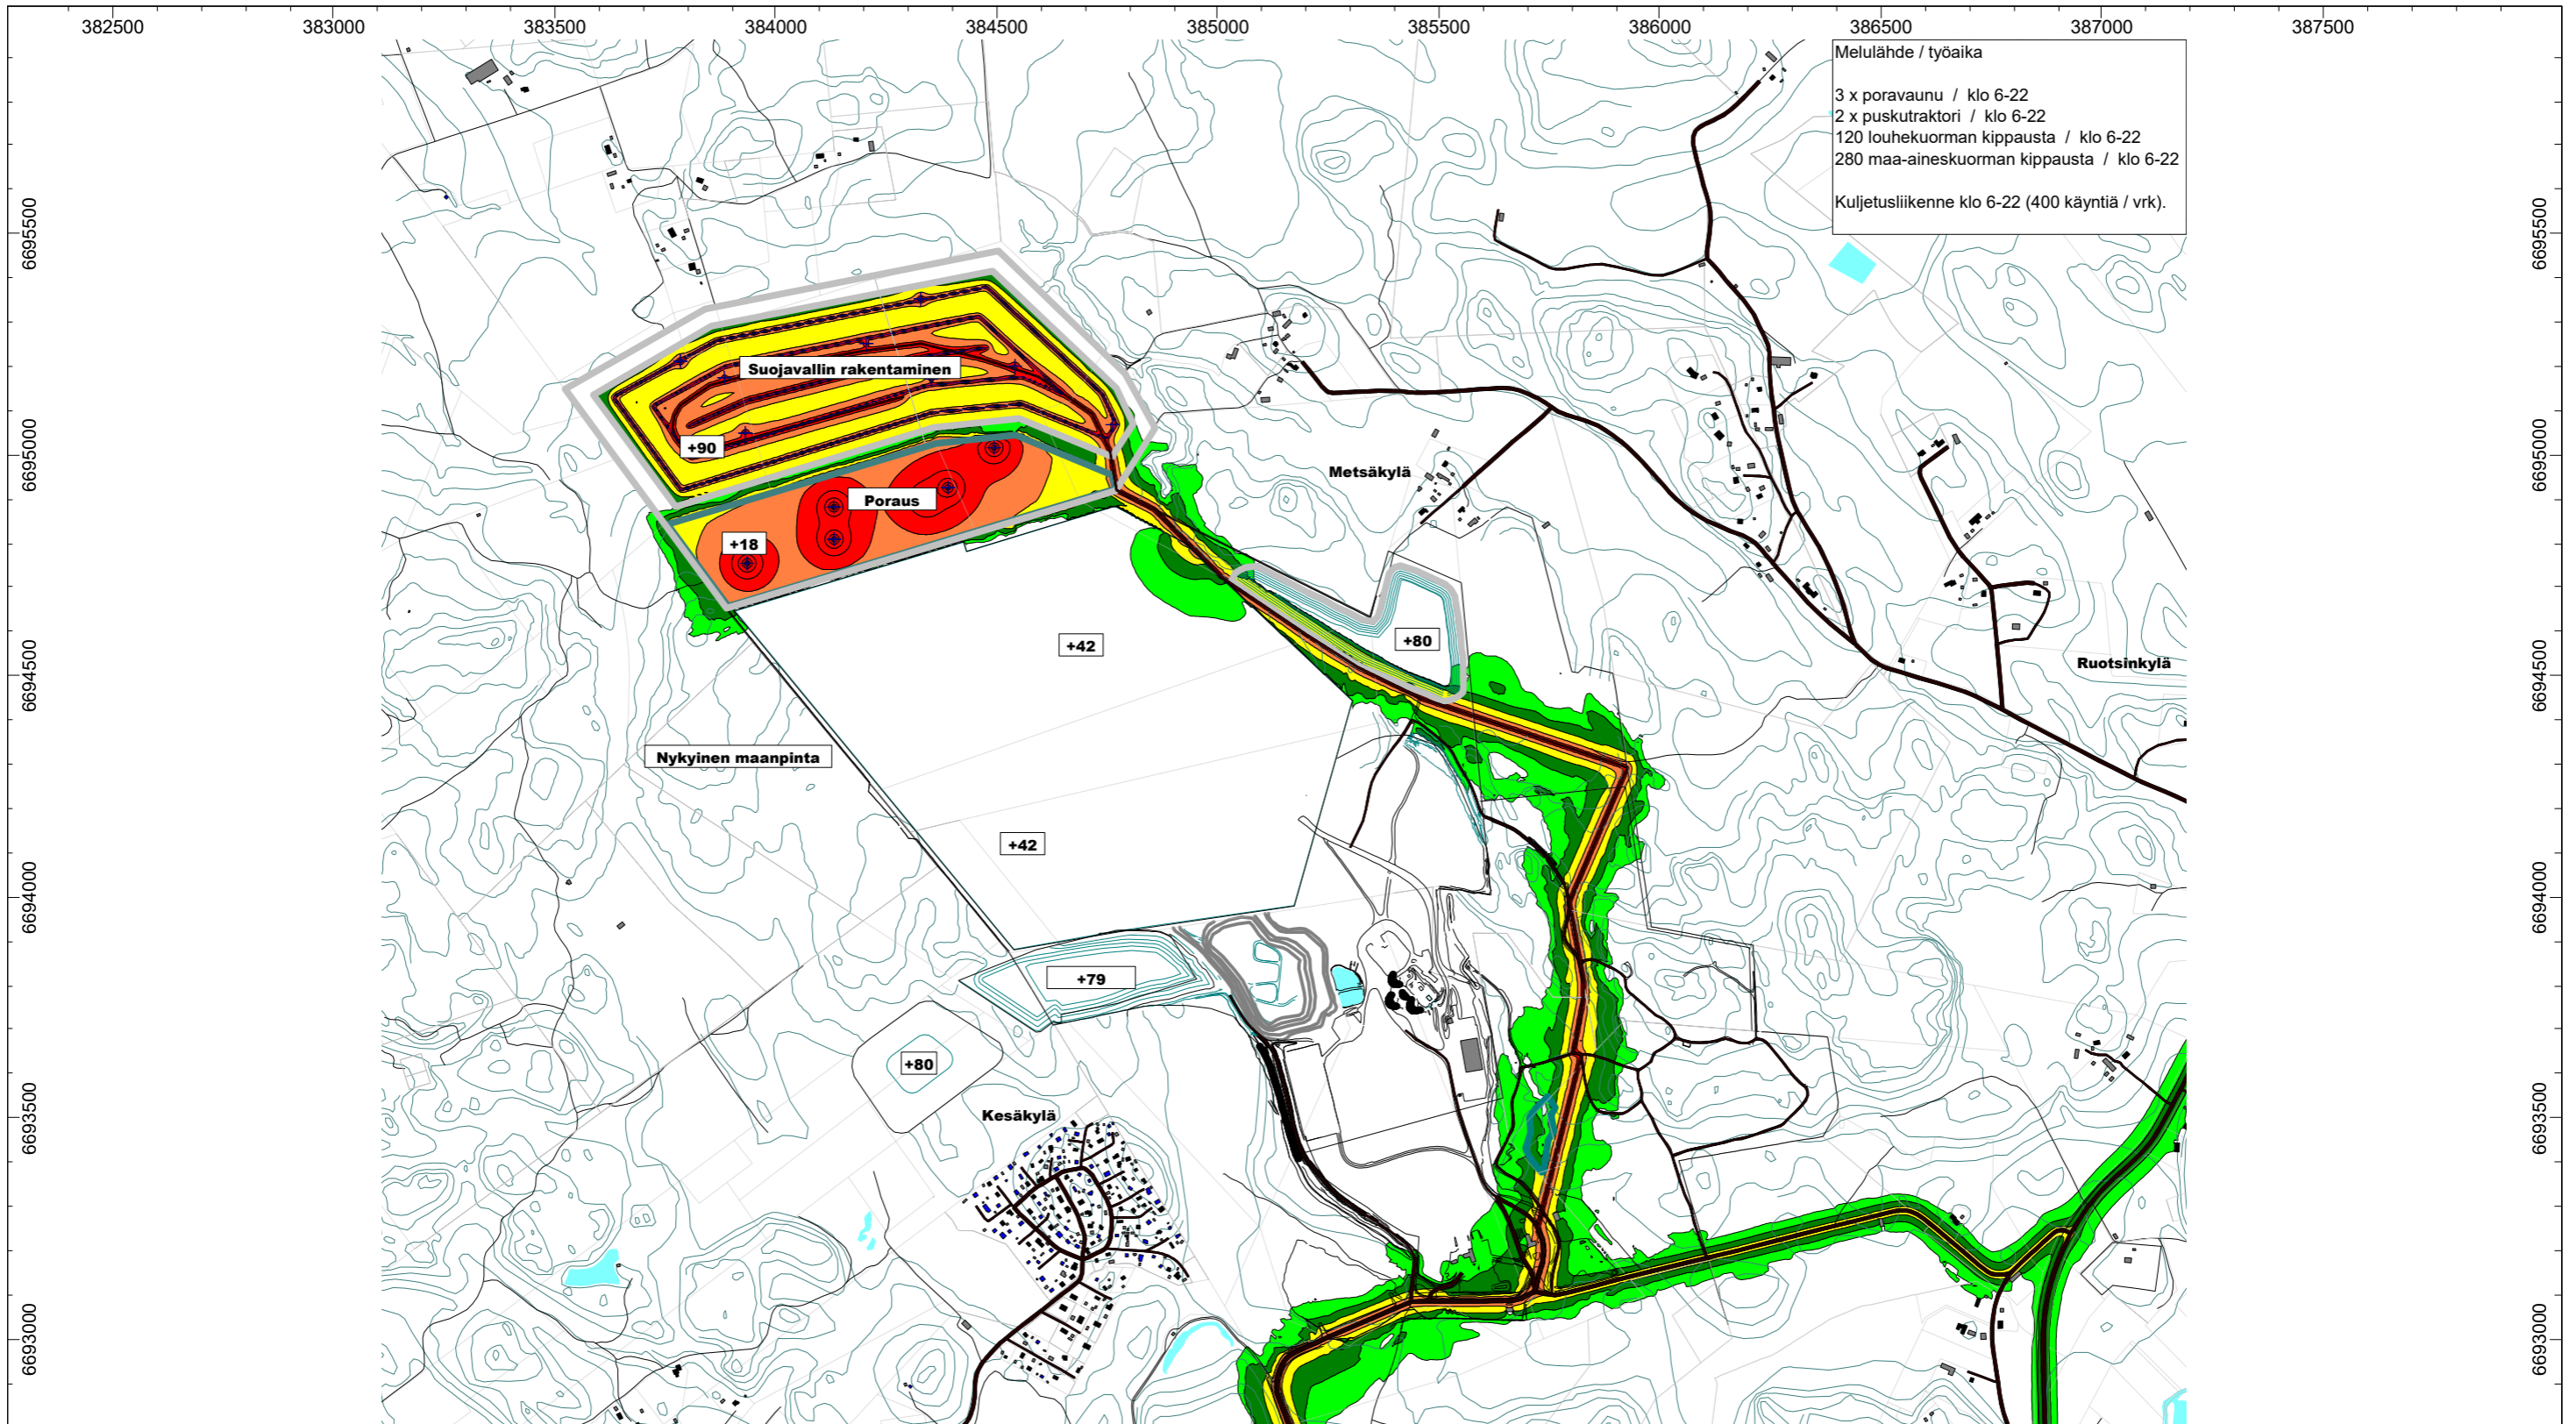 382500 383000 383500 384000 384500 385000 385500 386000 386500 387000 387500
Melulähde / työaika
3 x poravaunu / klo 6-22
2 x puskutraktori / klo 6-22
120 louhekuorman kippausta / klo 6-22
280 maa-aineskuorman kippausta / klo 6-22
Kuljetusliikenne klo 6-22 (400 käyntiä / vrk).
6695500 6695500
Suojavallin rakentaminen
+90
6695000 6695000
Metsäkylä
Poraus
+18
+42
+80
Ruotsinkylä
6694500 6694500
Nykyinen maanpinta
+42
6694000 6694000
+79
+80
Kesäkylä
6693500 6693500
6693000 6693000